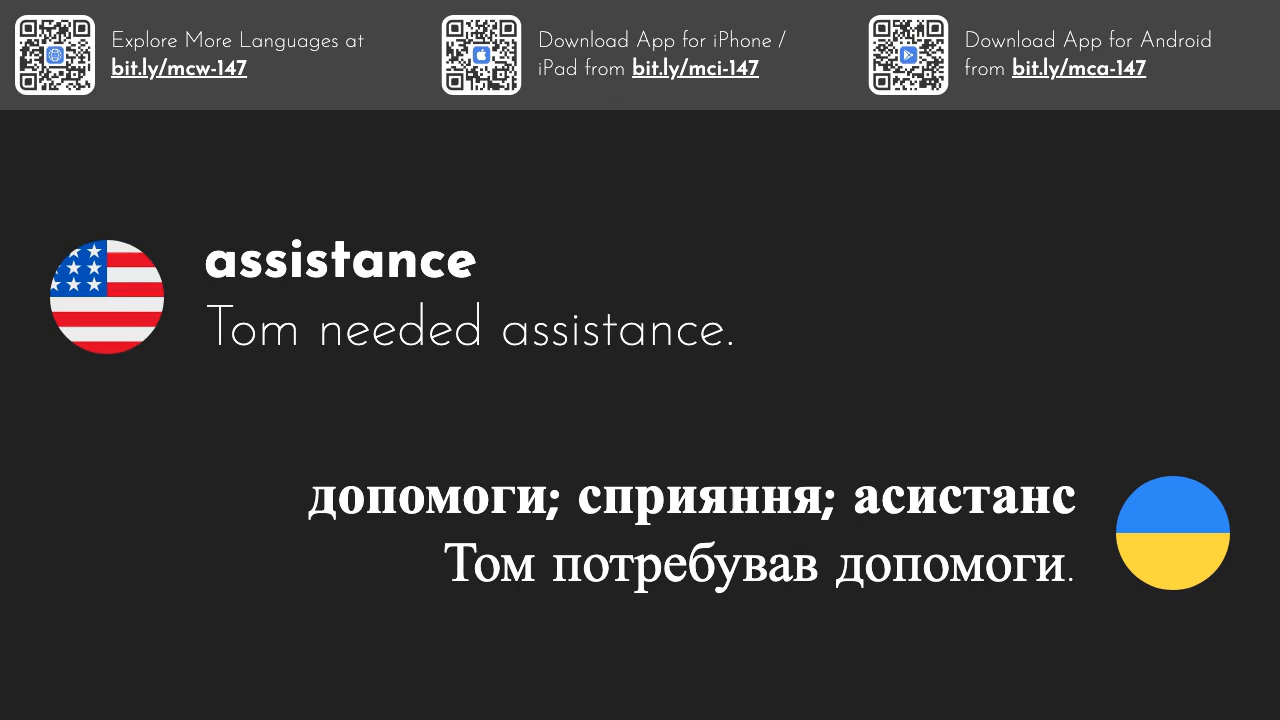 Explore More Languages at
bit.ly/mcw-147
Download App for iPhone /
iPad from bit.ly/mci-147
Download App for Android
from bit.ly/mca-147
assistance
Tom needed assistance.
допомоги; сприяння; асистанс
Том потребував допомоги.